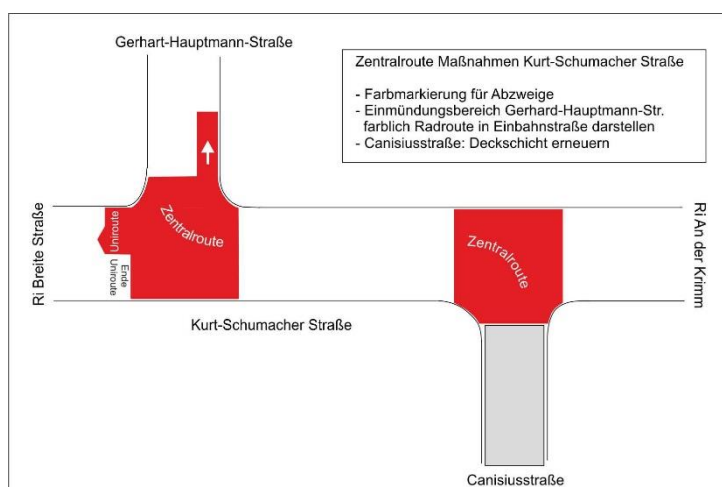 Gerhart-Hauptmann-Straße
Zentralroute Maßnahmen Kurt-Schumacher Straße
- Farbmarkierung für Abzweige
- Einmündungsbereich Gerhard-Hauptmann-Str.
farblich Radroute in Einbahnstraße darstellen
- Canisiusstraße: Deckschicht erneuern
Ri Breite Straße
Uniroute
Ende
Uniroute
Zentralroute
Zentralroute
Ri An der Krimm
Kurt-Schumacher Straße
Canisiusstraße